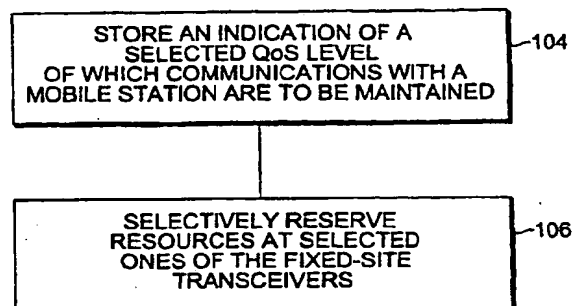 STORE AN INDICATION OF A
SELECTED QoS LEVEL
OF WHICH COMMUNICATIONS WITH A
MOBILE STATION ARE TO BE MAINTAINED
104
SELECTIVELY RESERVE
RESOURCES AT SELECTED
ONES OF THE FIXED-SITE
TRANSCEIVERS
106